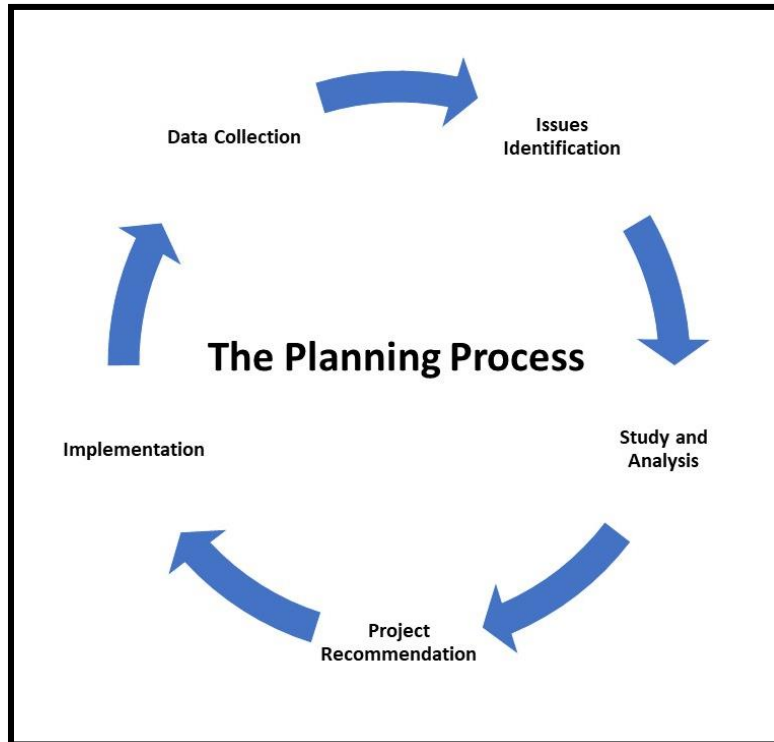 Data Collection
Issues
Identification
The Planning Process
Study and
Analysis
Implementation
Project
Recommendation